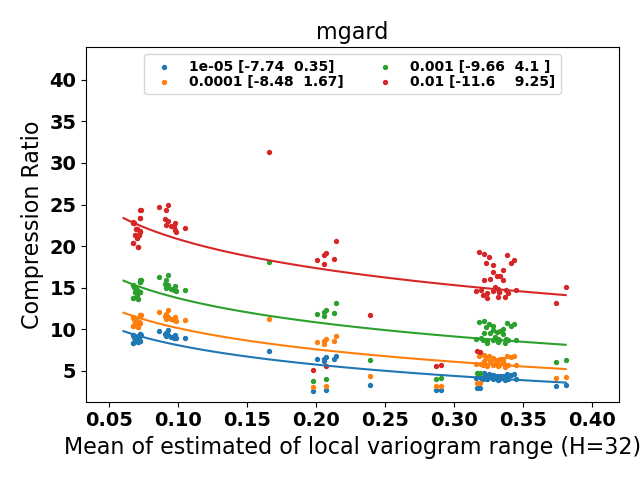 mgard
1e-05 [-7.74  0.35]
0.0001 [-8.48  1.67]
0.001 [-9.66  4.1 ]
0.01 [-11.6    9.25]
Compression Ratio
40
35
30
25
20
15
10
5
0.05 0.10 0.15 0.20 0.25 0.30 0.35 0.40
Mean of estimated of local variogram range (H=32)